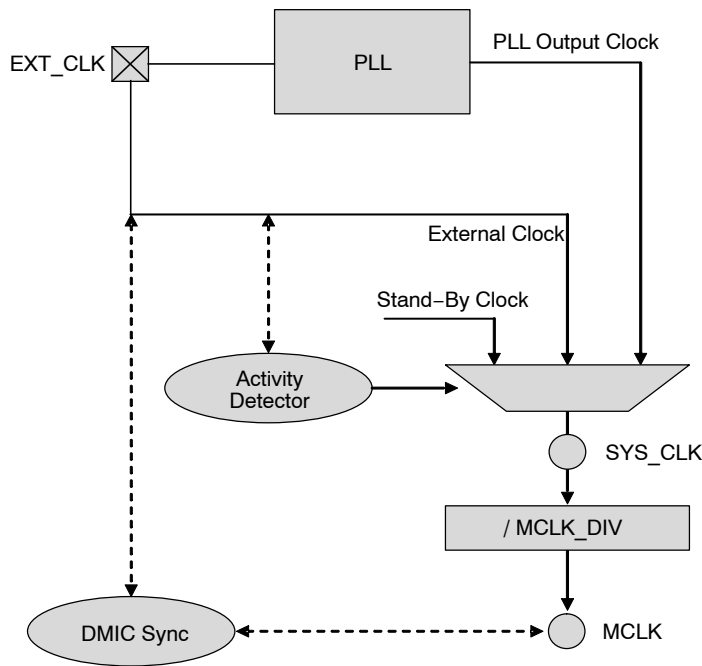 PLL Output Clock
EXT_CLK
PLL
External Clock
Stand−By Clock
Activity
Detector
SYS_CLK
/ MCLK_DIV
DMIC Sync
MCLK